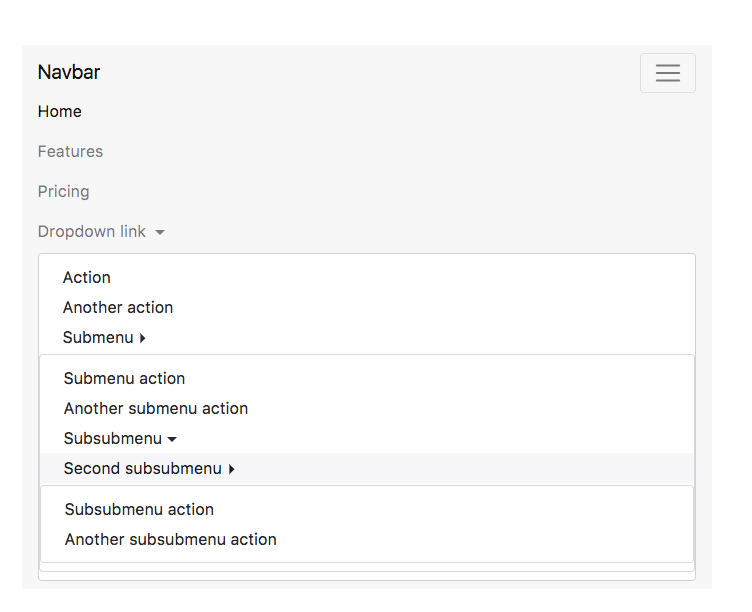 Navbar
Home
Features
Pricing
Dropdown link
Action
Another action
Submenu
Submenu action
Another submenu action
Subsubmenu
Second subsubmenu
Subsubmenu action
Another subsubmenu action